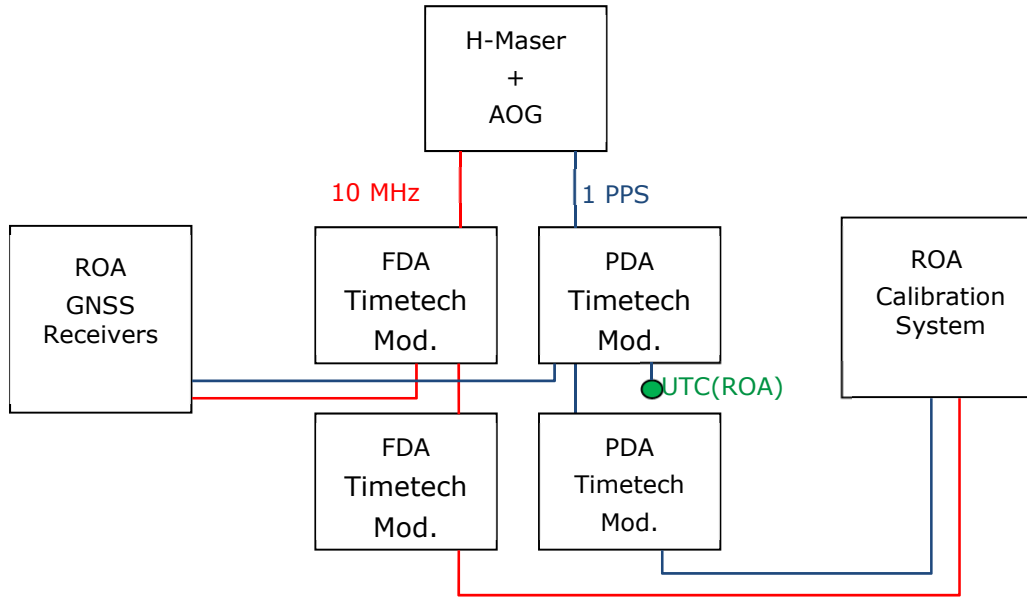 H-Maser
+
AOG
10 MHz
1 PPS
ROA
GNSS
Receivers
FDA
Timetech
Mod.
PDA
Timetech
Mod.
ROA
Calibration
System
UTC(ROA)
FDA
Timetech
Mod.
PDA
Timetech
Mod.